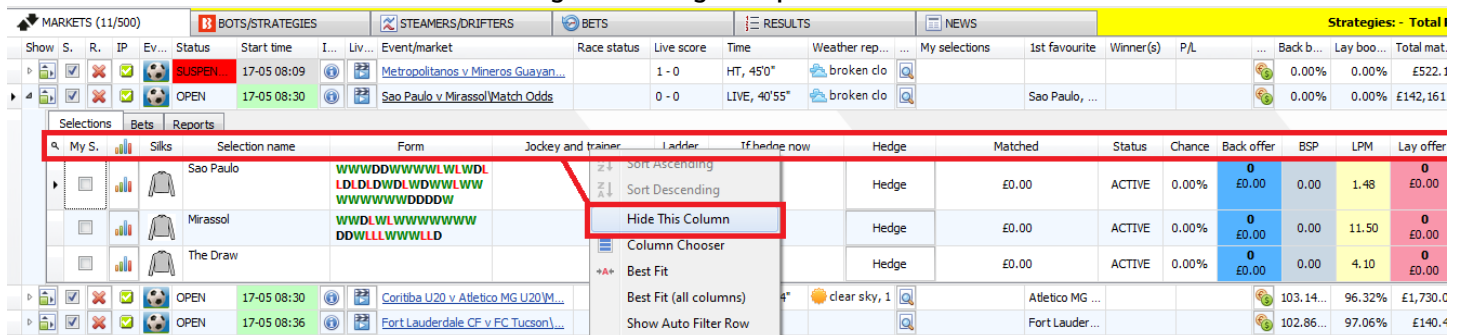 MARKETS (11/500) BOTS/STRATEGIES STEAMERS/DRIFTERS BETS RESULTS NEWS Strategies: - Total
Show S. R. IP Ev... Status Start time I... Liv... Event/market Race status Live score Time Weather rep... ... My selections 1st favourite Winner(s) P/L ... Back b... Lay boo... Total mat.
SUSPEN... 17-05 08:09 Metropolitanos v Mineros Guayan... 1 - 0 HT, 45'0" broken clo 0.00% 0.00% £522.1
OPEN 17-05 08:30 Sao Paulo v Mirassol\Match Odds 0 - 0 LIVE, 40'55" broken clo Sao Paulo, ... 0.00% 0.00% £142,161
Selections Bets Reports
My S. Silks Selection name Form Jockey and trainer Ladder If hedge now Hedge Matched Status Chance Back offer BSP LPM Lay offer
Sao Paulo WWWDDWWWWLWLWDL 0 0
LDLDLDWDLWDWWLWW Hedge £0.00 ACTIVE 0.00% £0.00 0.00 1.48 £0.00
WWWWWWDDDDW
Mirassol WWDLWLWWWWWWW 0 0
DDWLLLWWWLLD Hedge £0.00 ACTIVE 0.00% £0.00 0.00 11.50 £0.00
The Draw 0 0
Hedge £0.00 ACTIVE 0.00% £0.00 0.00 4.10 £0.00
Sort Ascending
Sort Descending
Hide This Column
Column Chooser
Best Fit
Best Fit (all columns)
Show Auto Filter Row
OPEN 17-05 08:30 Coritiba U20 v Atletico MG U20\M... 4" clear sky, 1 Atletico MG ... 103.14... 96.32% £1,730.0
OPEN 17-05 08:36 Fort Lauderdale CF v FC Tucson\... Fort Lauder... 102.86... 97.06% £140.4